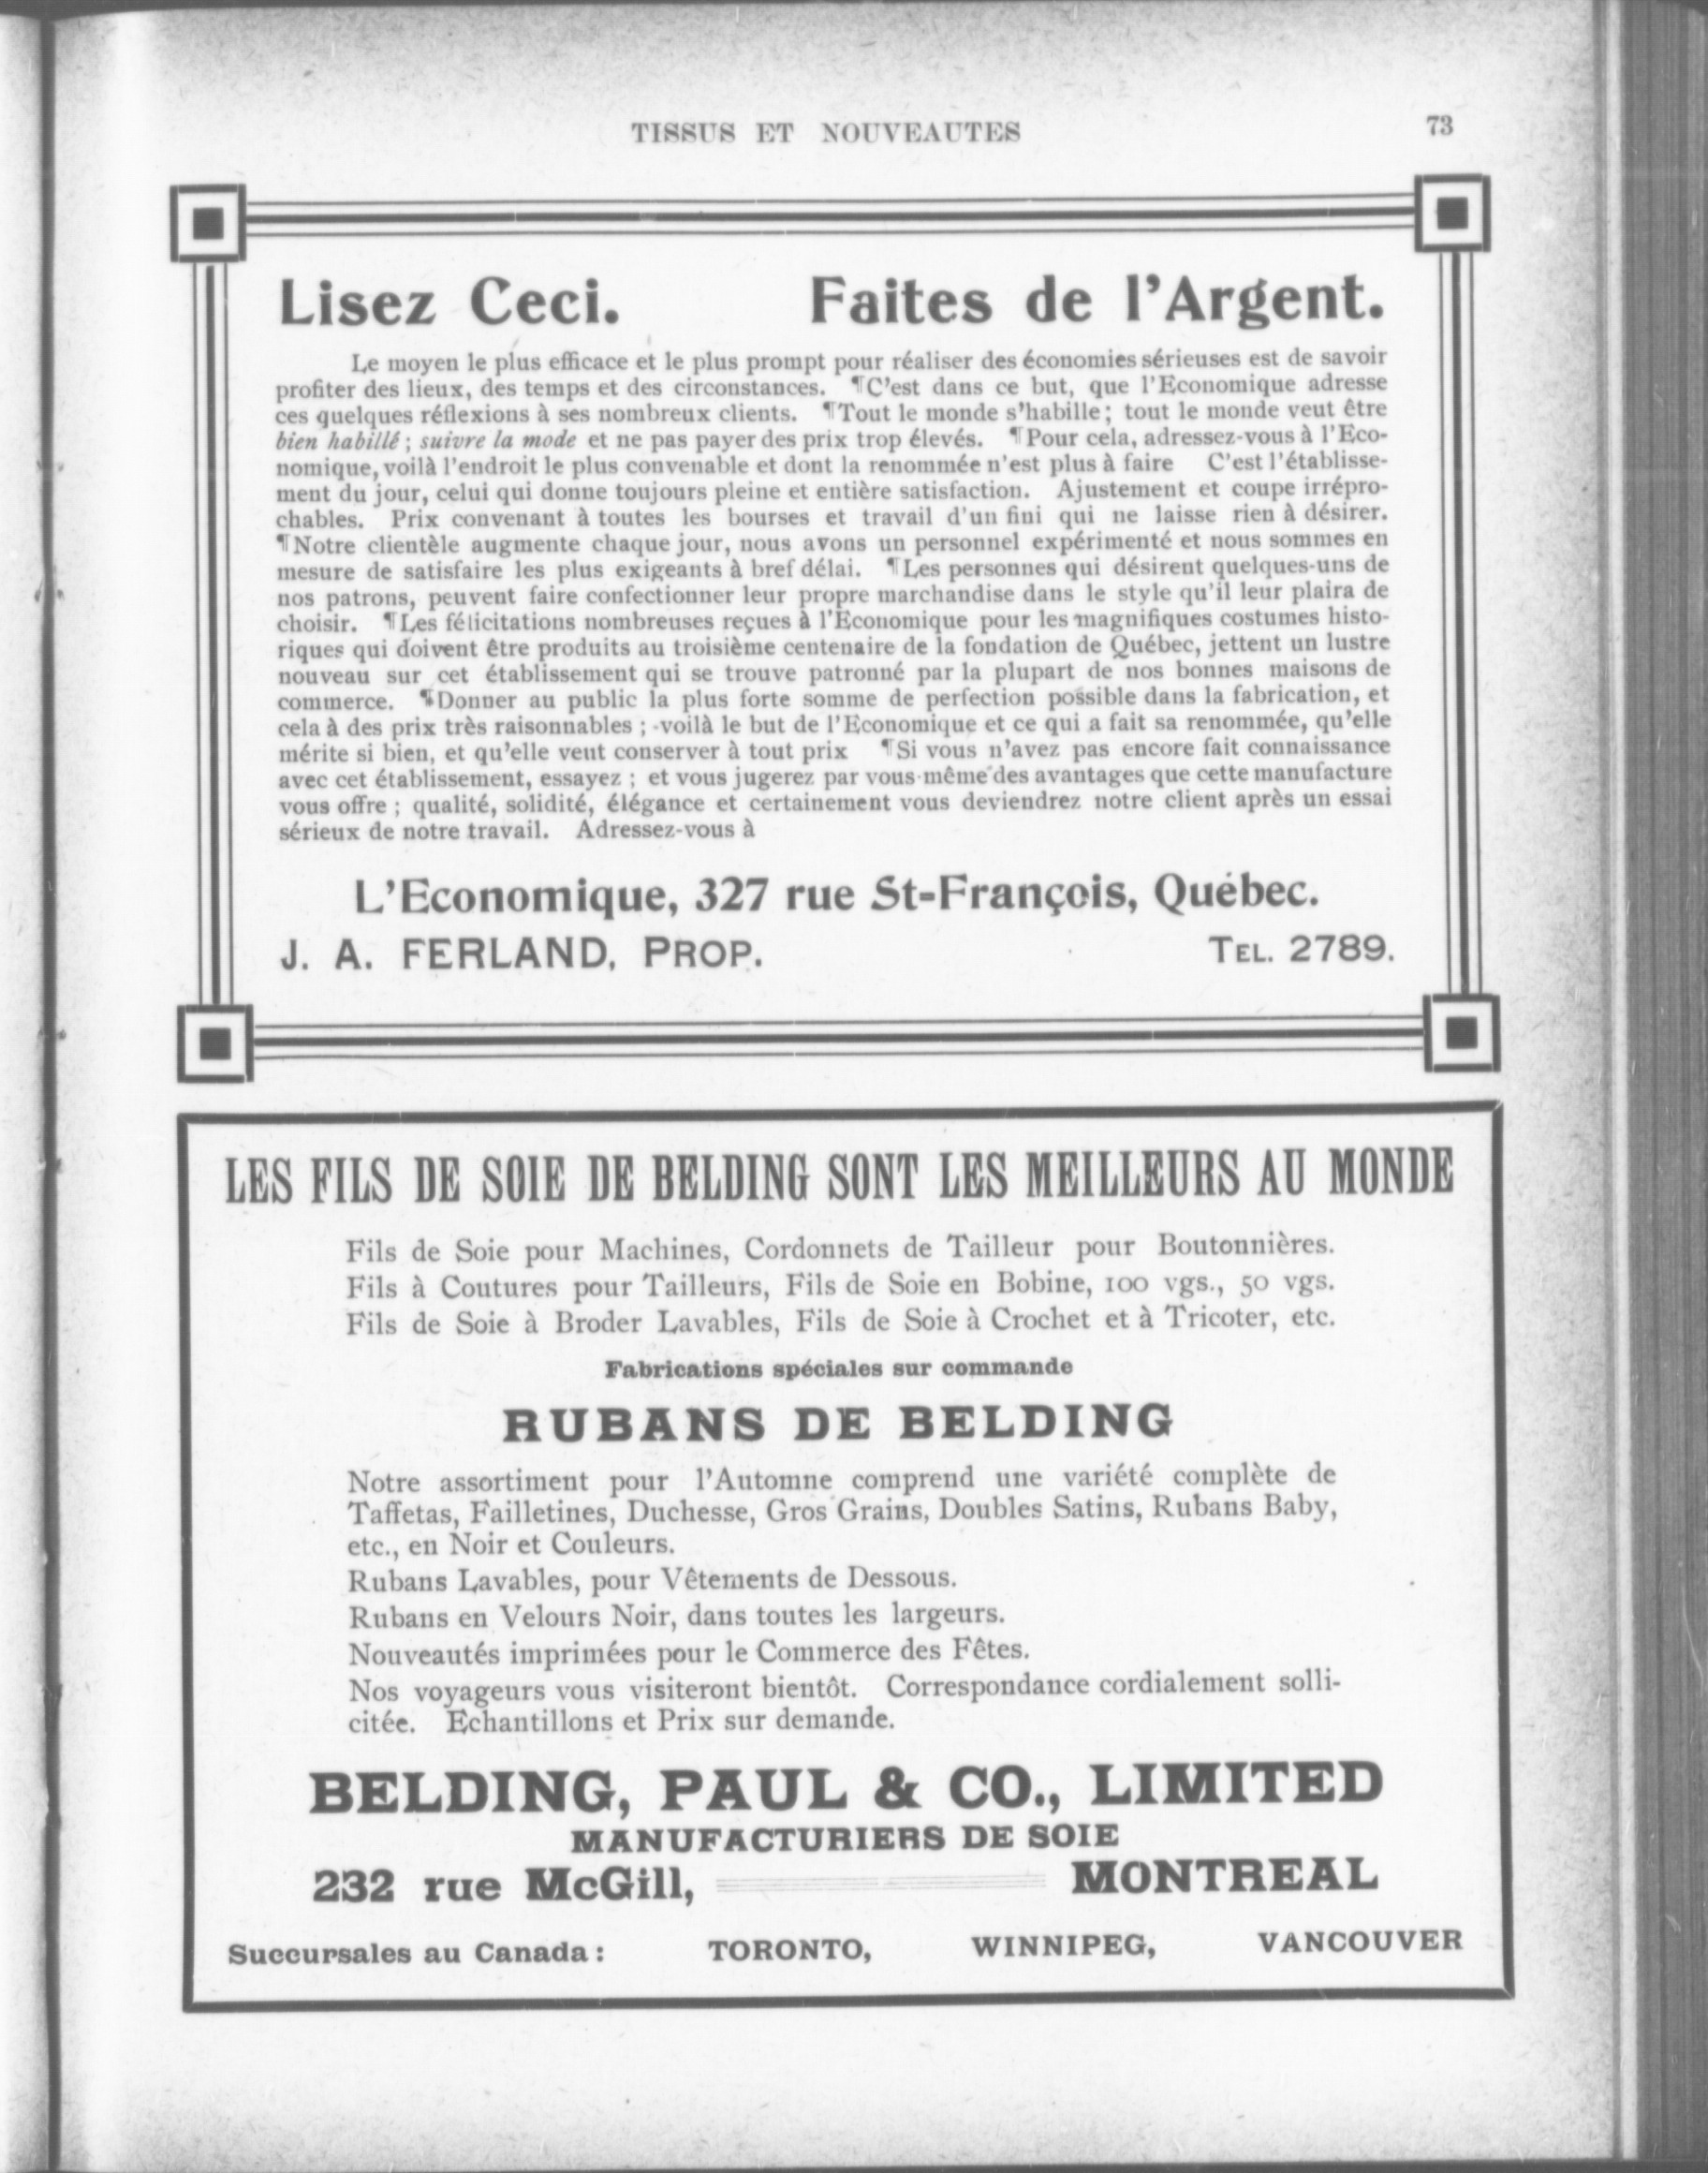 TISSUS ET NOUVEAUTES 73
Lisez Ceci. Faites de l'Argent.
Le moyen le plus efficace et le plus prompt pour réaliser des économies sérieuses est de savoir
profiter des lieux, des temps et des circonstances. ¶C'est dans ce but, que l'Economique adresse
ces quelques réflexions à ses nombreux clients. ¶Tout le monde s'habille; tout le monde veut être
bien habillé; suivre la mode et ne pas payer des prix trop élevés. ¶Pour cela, adressez-vous à l'Eco-
nomique, voilà l'endroit le plus convenable et dont la renommée n'est plus à faire C'est l'établisse-
ment du jour, celui qui donne toujours pleine et entière satisfaction. Ajustement et coupe irrépro-
chables. Prix convenant à toutes les bourses et travail d'un fini qui ne laisse rien à désirer.
¶Notre clientèle augmente chaque jour, nous avons un personnel expérimenté et nous sommes en
mesure de satisfaire les plus exigeants à bref délai. ¶Les personnes qui désirent quelques-uns de
nos patrons, peuvent faire confectionner leur propre marchandise dans le style qu'il leur plaira de
choisir. ¶Les félicitations nombreuses reçues à l'Economique pour les magnifiques costumes histo-
riques qui doivent être produits au troisième centenaire de la fondation de Québec, jettent un lustre
nouveau sur cet établissement qui se trouve patronné par la plupart de nos bonnes maisons de
commerce. ¶Donner au public la plus forte somme de perfection possible dans la fabrication, et
cela à des prix très raisonnables; voilà le but de l'Economique et ce qui a fait sa renommée, qu'elle
mérite si bien, et qu'elle veut conserver à tout prix ¶Si vous n'avez pas encore fait connaissance
avec cet établissement, essayez; et vous jugerez par vous-même des avantages que cette manufacture
vous offre; qualité, solidité, élégance et certainement vous deviendrez notre client après un essai
sérieux de notre travail. Adressez-vous à
L'Economique, 327 rue St-François, Québec.
J. A. FERLAND, PROP. TEL. 2789.
LES FILS DE SOIE DE BELDING SONT LES MEILLEURS AU MONDE
Fils de Soie pour Machines, Cordonnets de Tailleur pour Boutonnières.
Fils à Coutures pour Tailleurs, Fils de Soie en Bobine, 100 vgs., 50 vgs.
Fils de Soie à Broder Lavables, Fils de Soie à Crochet et à Tricoter, etc.
Fabrications spéciales sur commande
RUBANS DE BELDING
Notre assortiment pour l'Automne comprend une variété complète de
Taffetas, Failletines, Duchesse, Gros Grains, Doubles Satins, Rubans Baby,
etc., en Noir et Couleurs.
Rubans Lavables, pour Vêtements de Dessous.
Rubans en Velours Noir, dans toutes les largeurs.
Nouveautés imprimées pour le Commerce des Fêtes.
Nos voyageurs vous visiteront bientôt. Correspondance cordialement solli-
citée. Echantillons et Prix sur demande.
BELDING, PAUL & CO., LIMITED
MANUFACTURIERS DE SOIE
232 rue McGill, MONTREAL
Succursales au Canada: TORONTO, WINNIPEG, VANCOUVER